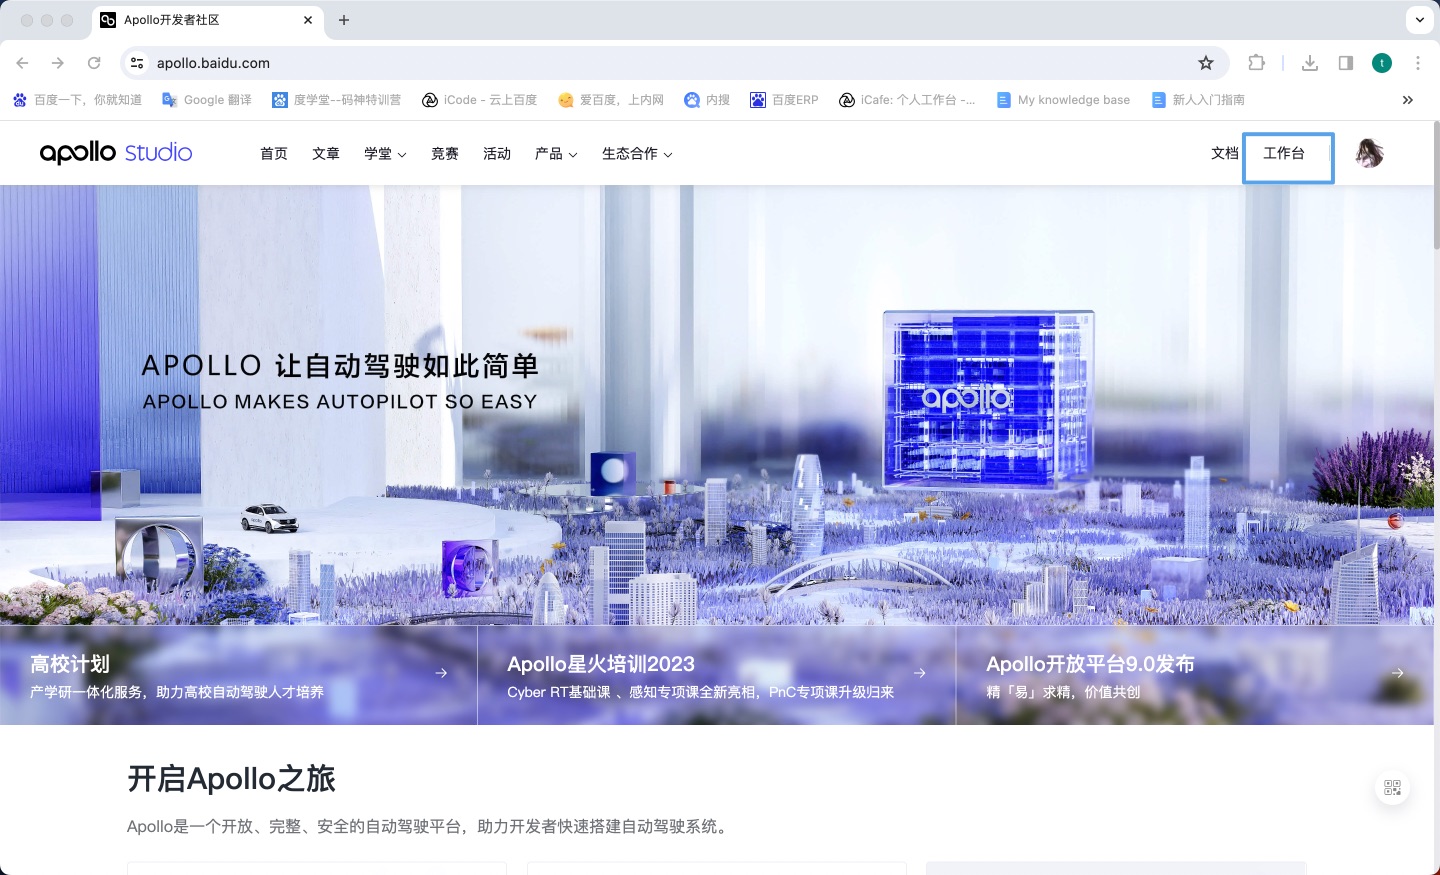 Apollo开发者社区
apollo.baidu.com
t
百度一下，你就知道
Google 翻译
度学堂--码神特训营
iCode - 云上百度
爱百度，上内网
内搜
百度ERP
iCafe: 个人工作台 -...
My knowledge base
新人入门指南
apollo studio
首页
文章
学堂
竞赛
活动
产品
生态合作
文档
工作台
APOLLO 让自动驾驶如此简单
APOLLO MAKES AUTOPILOT SO EASY
apollo
高校计划
产学研一体化服务，助力高校自动驾驶人才培养
Apollo星火培训2023
Cyber RT基础课 、感知专项课全新亮相，PnC专项课升级归来
Apollo开放平台9.0发布
精「易」求精，价值共创
开启Apollo之旅
Apollo是一个开放、完整、安全的自动驾驶平台，助力开发者快速搭建自动驾驶系统。